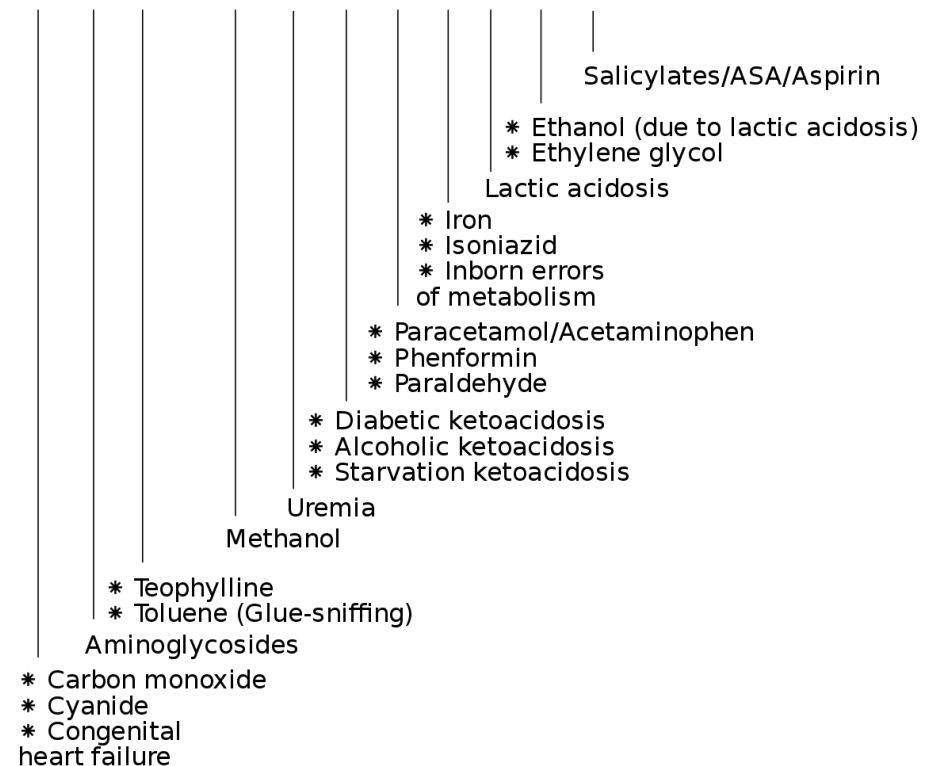 Salicylates/ASA/Aspirin
⁕ Ethanol (due to lactic acidosis)
⁕ Ethylene glycol
Lactic acidosis
⁕ Iron
⁕ Isoniazid
⁕ Inborn errors
of metabolism
⁕ Paracetamol/Acetaminophen
⁕ Phenformin
⁕ Paraldehyde
⁕ Diabetic ketoacidosis
⁕ Alcoholic ketoacidosis
⁕ Starvation ketoacidosis
Uremia
Methanol
⁕ Teophylline
⁕ Toluene (Glue-sniffing)
Aminoglycosides
⁕ Carbon monoxide
⁕ Cyanide
⁕ Congenital
heart failure